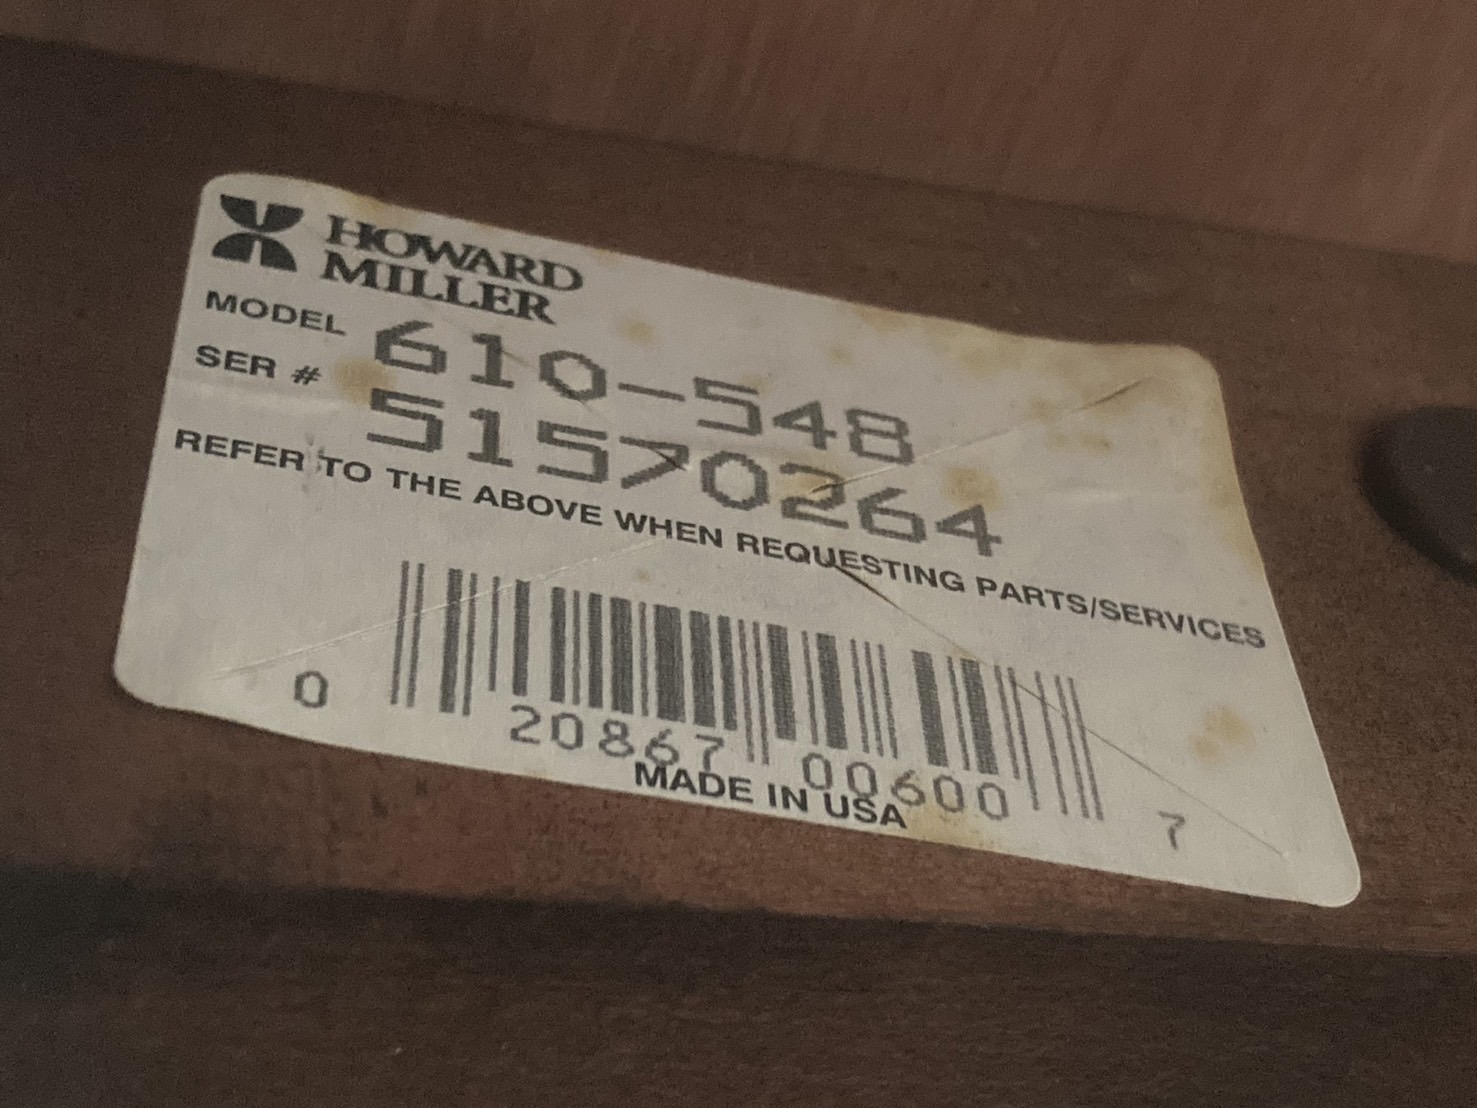 HOWARD
MILLER
MODEL 610-548
SER # 51570264
REFER TO THE ABOVE WHEN REQUESTING PARTS/SERVICES
0 20867 00600 7
MADE IN USA